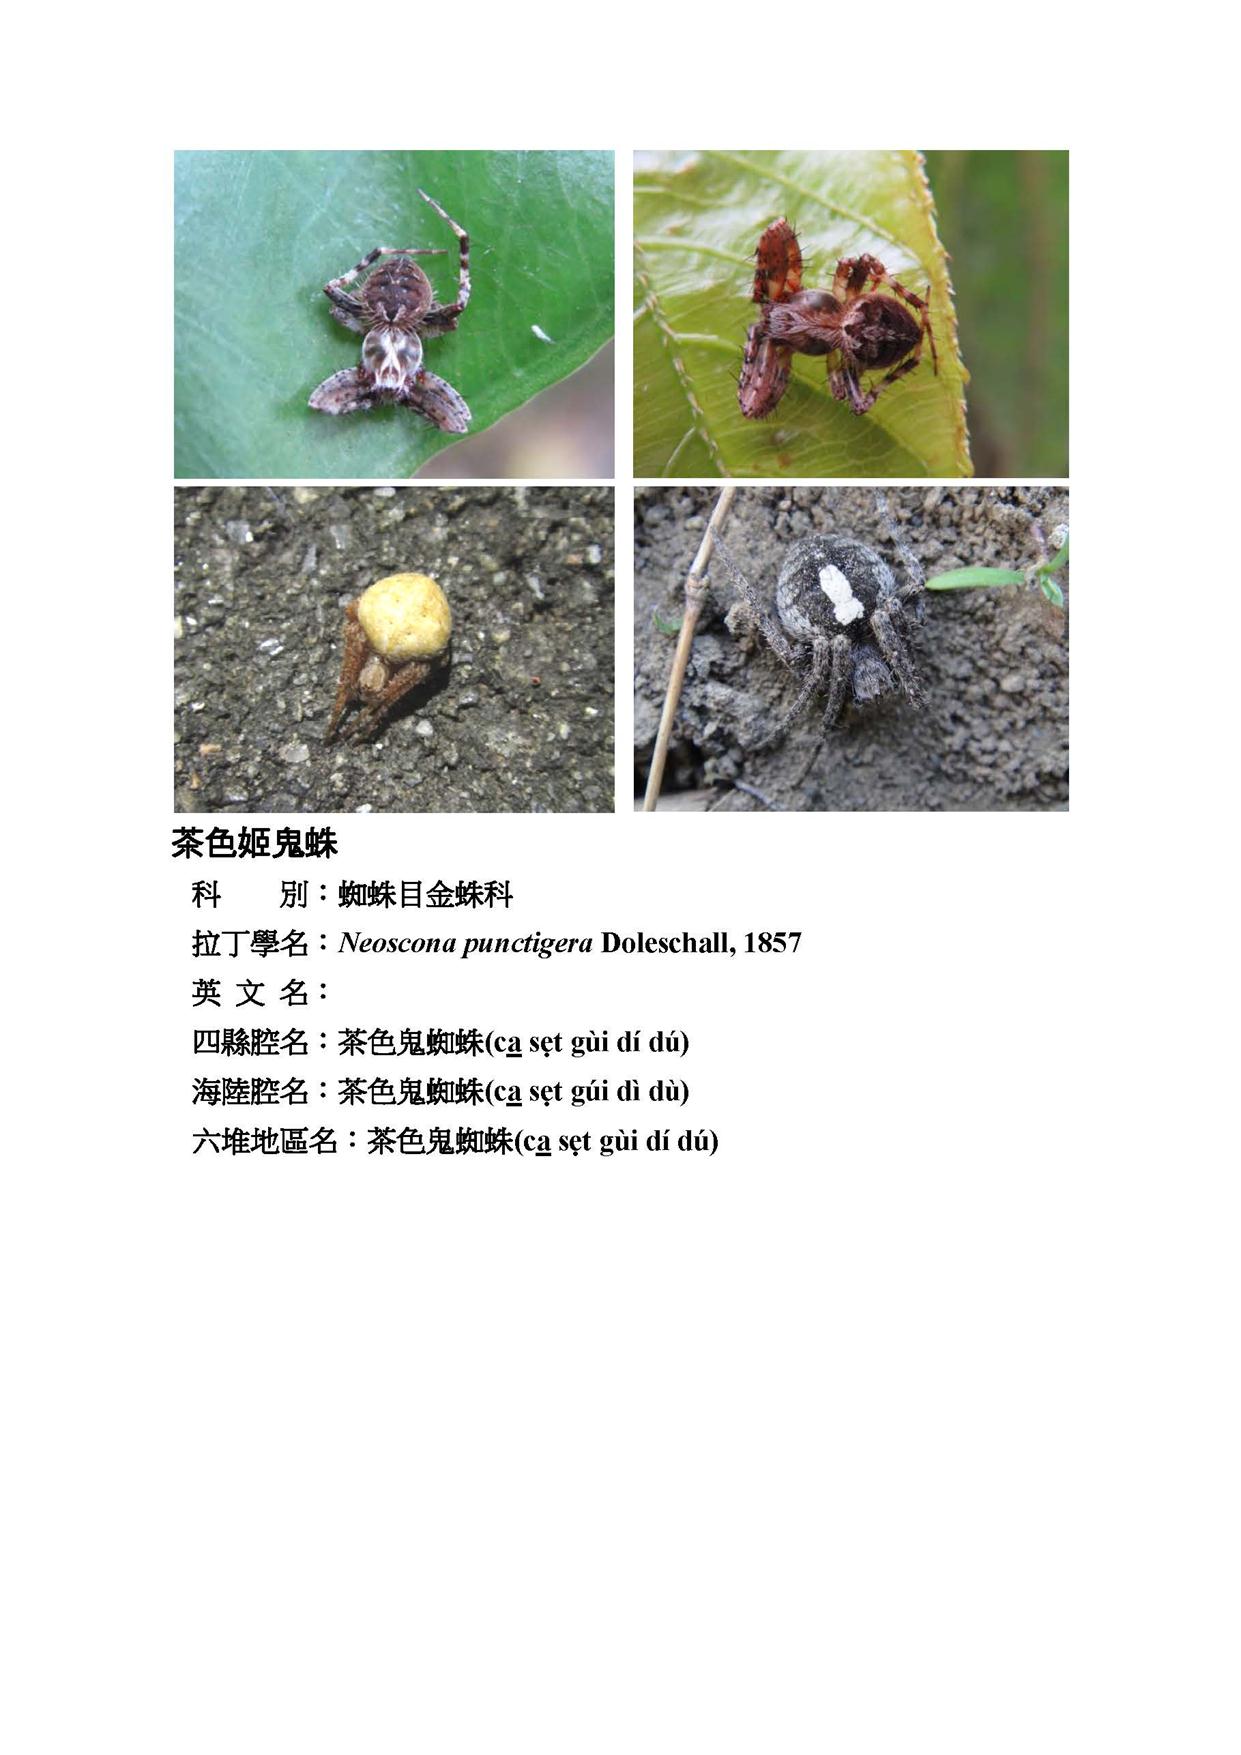 茶色姬鬼蛛
科　　別：蜘蛛目金蛛科
拉丁學名：Neoscona punctigera Doleschall, 1857
英 文 名：
四縣腔名：茶色鬼蜘蛛(ca̲ sẹt gùi dí dú)
海陸腔名：茶色鬼蜘蛛(ca̲ sẹt gúi dì dù)
六堆地區名：茶色鬼蜘蛛(ca̲ sẹt gùi dí dú)